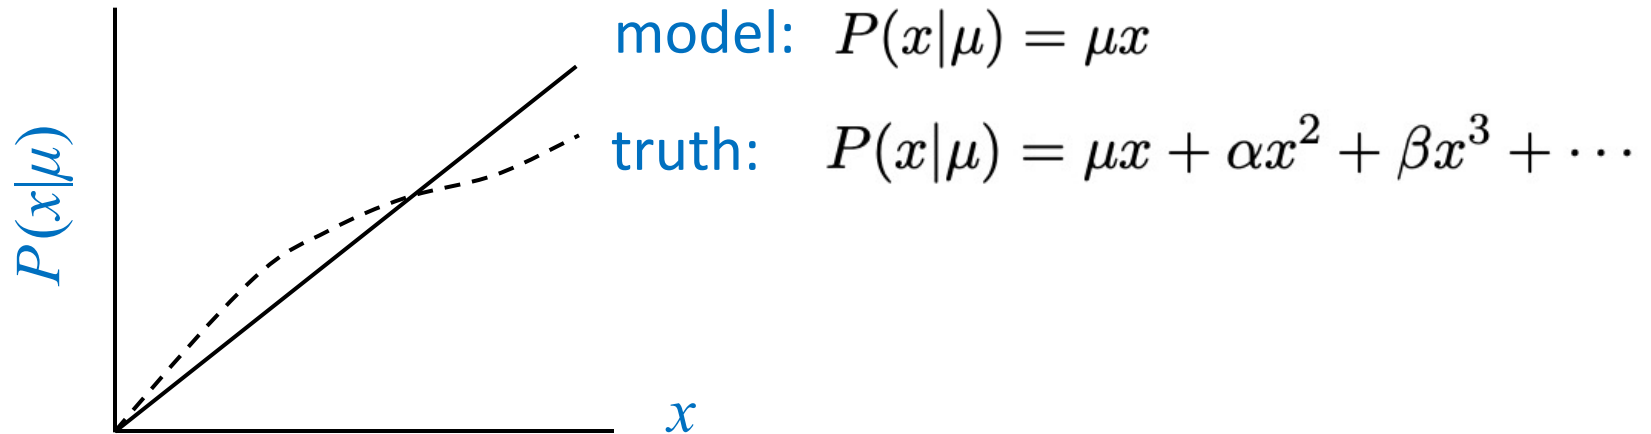 model: P(x|μ) = μx
truth: P(x|μ) = μx + αx² + βx³ + ···
P(x|μ)
x